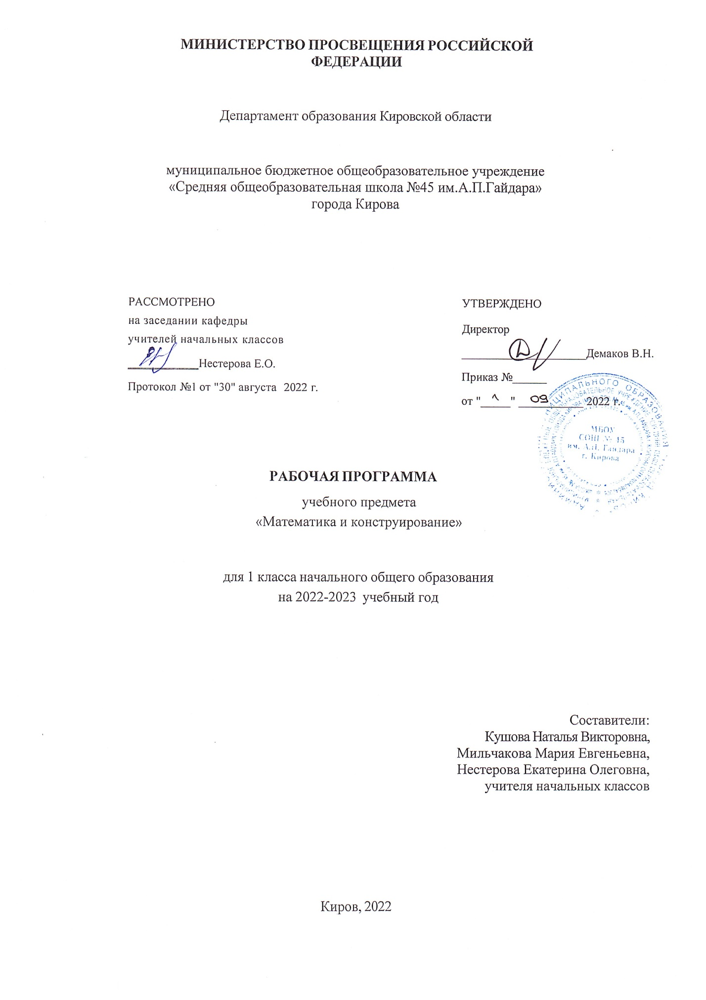 МИНИСТЕРСТВО ПРОСВЕЩЕНИЯ РОССИЙСКОЙ
ФЕДЕРАЦИИ
Департамент образования Кировской области
муниципальное бюджетное общеобразовательное учреждение
«Средняя общеобразовательная школа №45 им.А.П.Гайдара»
города Кирова
РАССМОТРЕНО
на заседании кафедры
учителей начальных классов
____________Нестерова Е.О.
Протокол №1 от "30" августа 2022 г.
УТВЕРЖДЕНО
Директор
_____________________Демаков В.Н.
Приказ №______
от "1" 09 2022 г.
МБОУ
СОШ № 45
им. А.П. Гайдара
г. Кирова
РАБОЧАЯ ПРОГРАММА
учебного предмета
«Математика и конструирование»
для 1 класса начального общего образования
на 2022-2023 учебный год
Составители:
Кушова Наталья Викторовна,
Мильчакова Мария Евгеньевна,
Нестерова Екатерина Олеговна,
учителя начальных классов
Киров, 2022